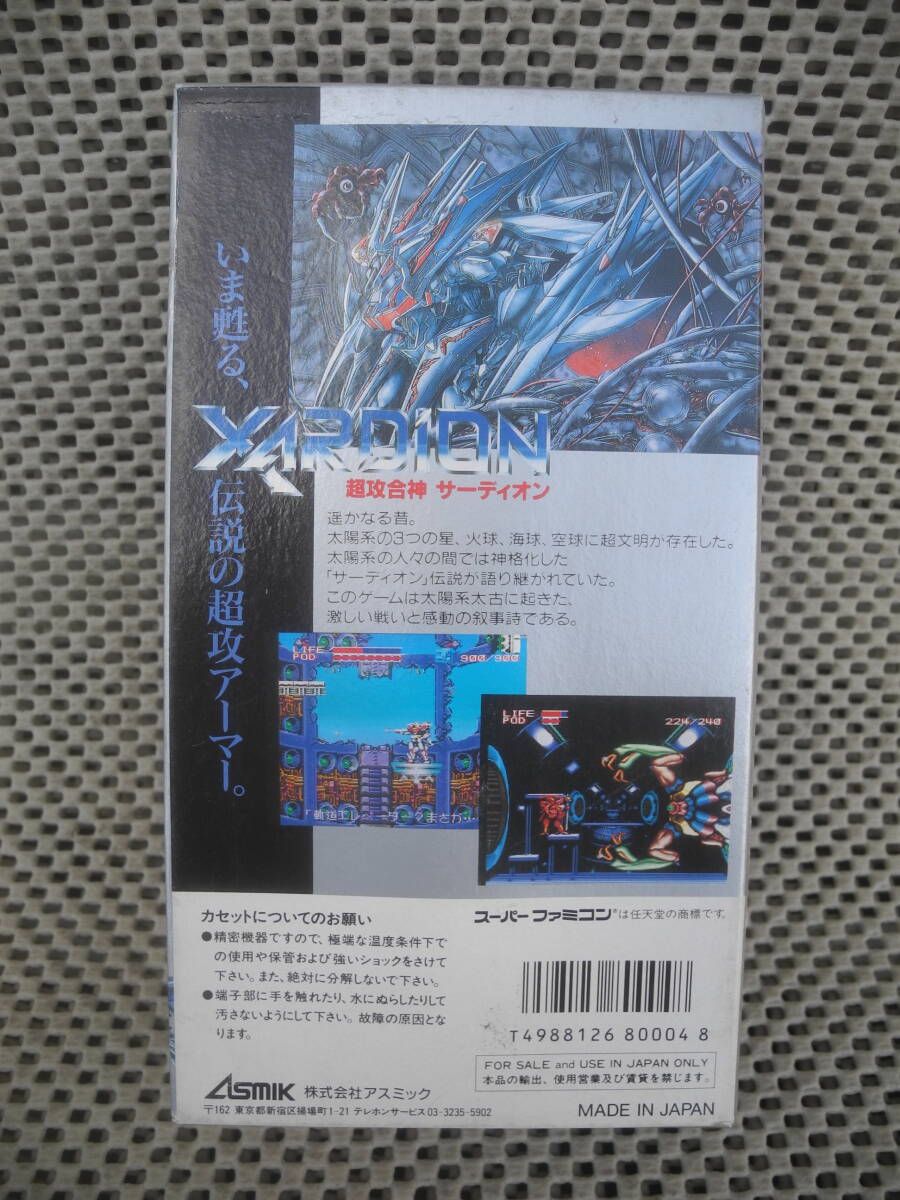 いま甦る、
伝説の超攻アーマー。
XARDION
超攻合神 サーディオン
遥かなる昔。
太陽系の3つの星、火球、海球、空球に超文明が存在した。
太陽系の人々の間では神格化した
「サーディオン」伝説が語り継がれていた。
このゲームは太陽系太古に起きた、
激しい戦いと感動の叙事詩である。
LIFE
POD
900/900
「軌道エレベーター？まさか…
LIFE
POD
224/240
カセットについてのお願い
●精密機器ですので、極端な温度条件下で
の使用や保管および強いショックをさけて
下さい。また、絶対に分解しないで下さい。
●端子部に手を触れたり、水にぬらしたりして
汚さないようにして下さい。故障の原因とな
ります。
スーパーファミコン®は任天堂の商標です。
T4988126 80004 8
FOR SALE and USE IN JAPAN ONLY
本品の輸出、使用営業及び賃貸を禁じます。
ASMIK 株式会社アスミック
〒162 東京都新宿区揚場町1-21 テレホンサービス 03-3235-5902
MADE IN JAPAN